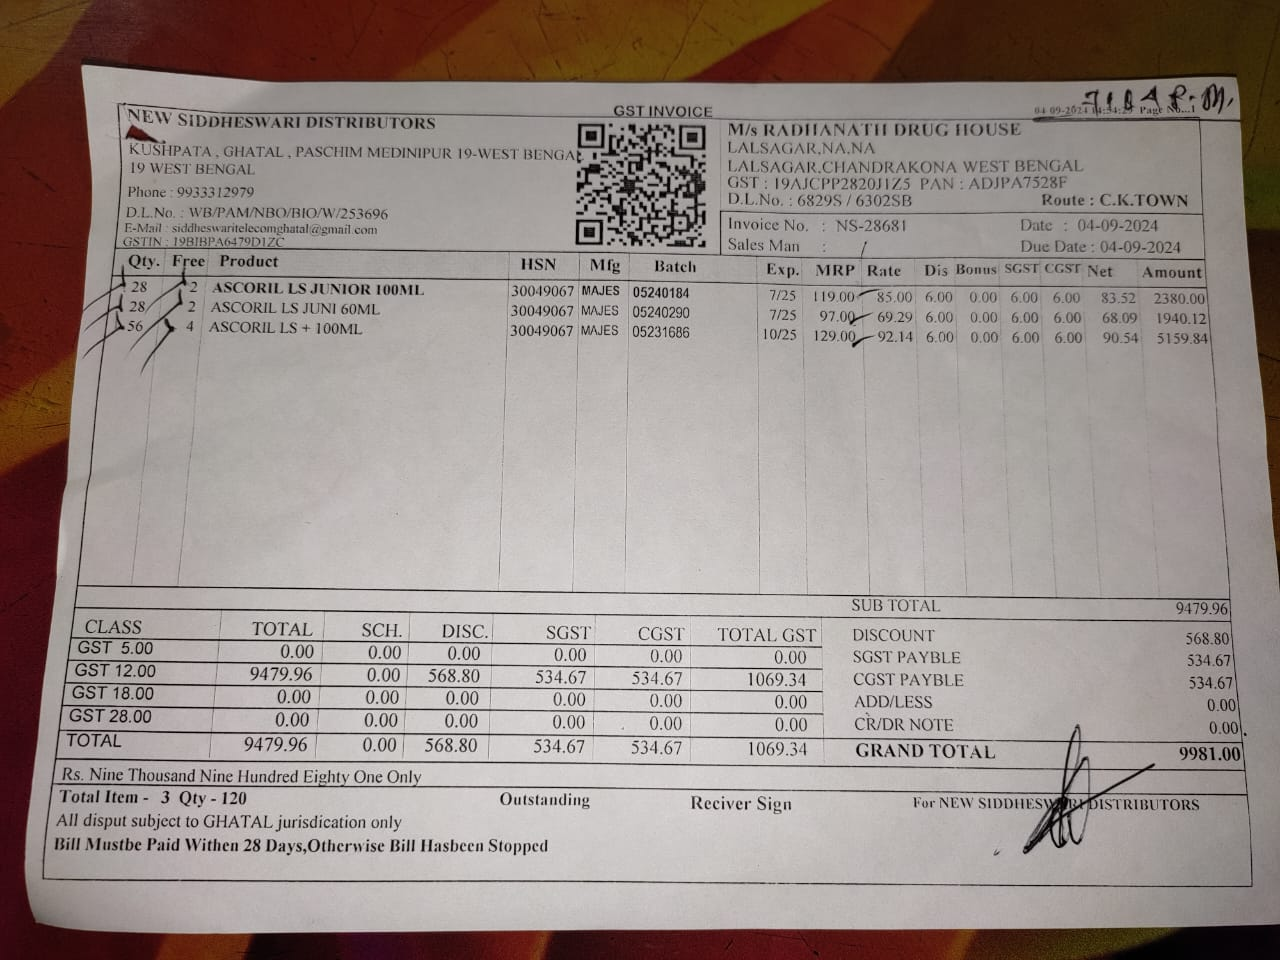 GST INVOICE
04-09-2024 14:54:29 Page No...1
NEW SIDDHESWARI DISTRIBUTORS
KUSHPATA , GHATAL , PASCHIM MEDINIPUR 19-WEST BENGAL
19 WEST BENGAL
Phone : 9933312979
D.L.No. : WB/PAM/NBO/BIO/W/253696
E-Mail : siddheswaritelecomghatal@gmail.com
GSTIN : 19BIBPA6479D1ZC
M/s RADHANATH DRUG HOUSE
LALSAGAR,NA,NA
LALSAGAR,CHANDRAKONA WEST BENGAL
GST : 19AJCPP2820J1Z5 PAN : ADJPA7528F
D.L.No. : 6829S / 6302SB Route : C.K.TOWN
Invoice No. : NS-28681 Date : 04-09-2024
Sales Man : / Due Date : 04-09-2024
Qty. Free Product HSN Mfg Batch Exp. MRP Rate Dis Bonus SGST CGST Net Amount
28 2 ASCORIL LS JUNIOR 100ML 30049067 MAJES 05240184 7/25 119.00 85.00 6.00 0.00 6.00 6.00 83.52 2380.00
28 2 ASCORIL LS JUNI 60ML 30049067 MAJES 05240290 7/25 97.00 69.29 6.00 0.00 6.00 6.00 68.09 1940.12
56 4 ASCORIL LS + 100ML 30049067 MAJES 05231686 10/25 129.00 92.14 6.00 0.00 6.00 6.00 90.54 5159.84
SUB TOTAL 9479.96
CLASS TOTAL SCH. DISC. SGST CGST TOTAL GST
GST 5.00 0.00 0.00 0.00 0.00 0.00 0.00
GST 12.00 9479.96 0.00 568.80 534.67 534.67 1069.34
GST 18.00 0.00 0.00 0.00 0.00 0.00 0.00
GST 28.00 0.00 0.00 0.00 0.00 0.00 0.00
TOTAL 9479.96 0.00 568.80 534.67 534.67 1069.34
DISCOUNT 568.80
SGST PAYBLE 534.67
CGST PAYBLE 534.67
ADD/LESS 0.00
CR/DR NOTE 0.00
GRAND TOTAL 9981.00
Rs. Nine Thousand Nine Hundred Eighty One Only
Total Item - 3 Qty - 120 Outstanding Reciver Sign For NEW SIDDHESWARI DISTRIBUTORS
All disput subject to GHATAL jurisdication only
Bill Mustbe Paid Withen 28 Days,Otherwise Bill Hasbeen Stopped